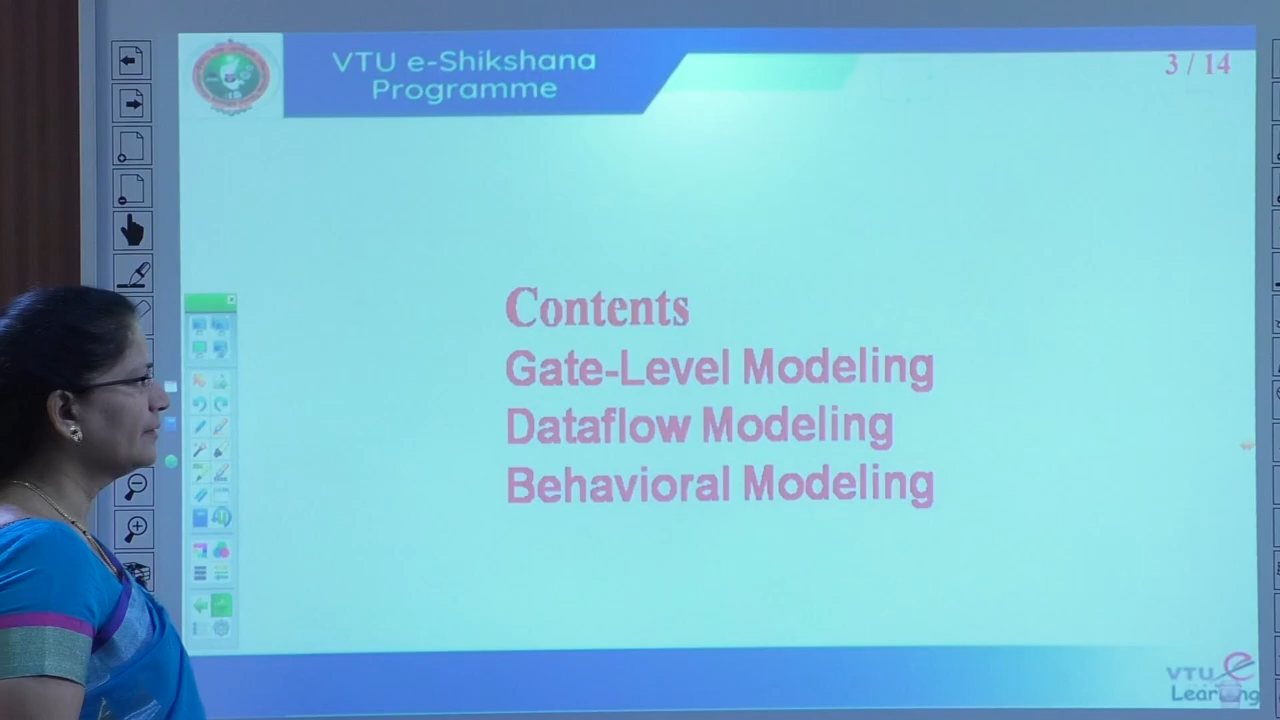 VTU e-Shikshana
Programme
3 / 14
Contents
Gate-Level Modeling
Dataflow Modeling
Behavioral Modeling
VTU e
Learning